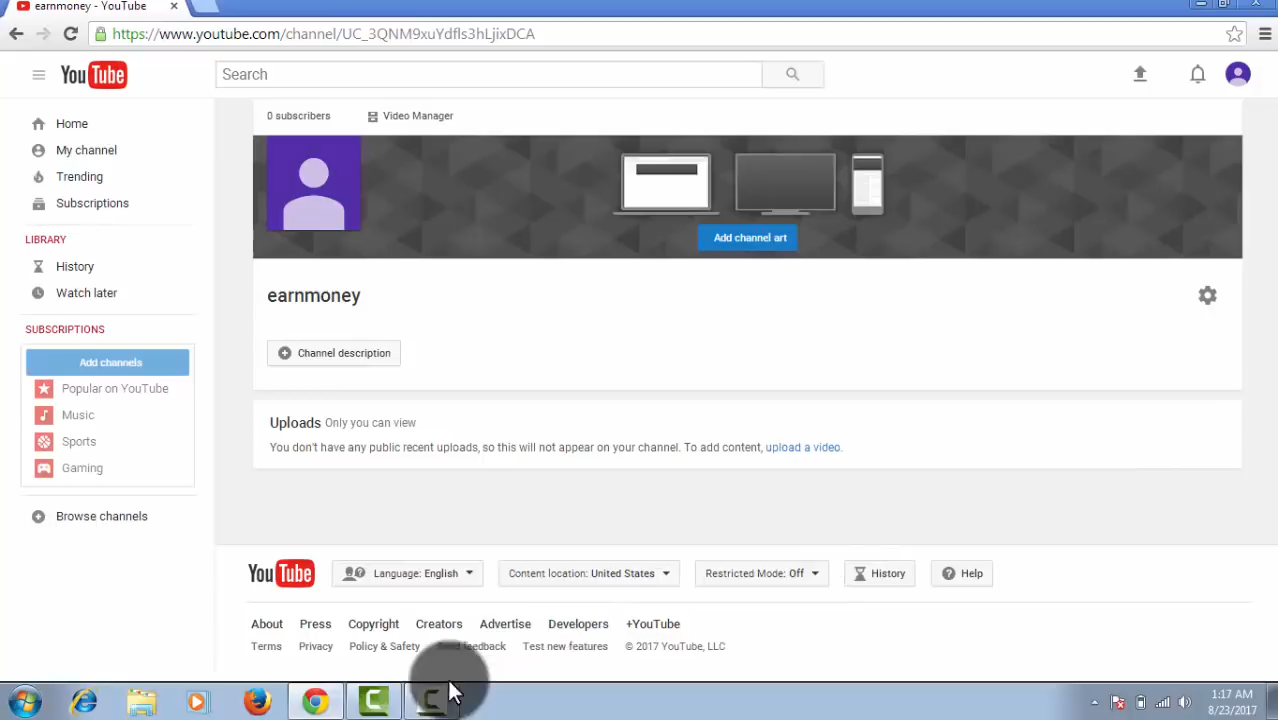 earnmoney - YouTube
https://www.youtube.com/channel/UC_3QNM9xuYdfls3hLjixDCA
YouTube
Search
Home
My channel
Trending
Subscriptions
LIBRARY
History
Watch later
SUBSCRIPTIONS
Add channels
Popular on YouTube
Music
Sports
Gaming
Browse channels
0 subscribers Video Manager
Add channel art
earnmoney
Channel description
Uploads Only you can view
You don't have any public recent uploads, so this will not appear on your channel. To add content, upload a video.
YouTube Language: English Content location: United States Restricted Mode: Off History Help
About Press Copyright Creators Advertise Developers +YouTube
Terms Privacy Policy & Safety Send feedback Test new features © 2017 YouTube, LLC
1:17 AM
8/23/2017